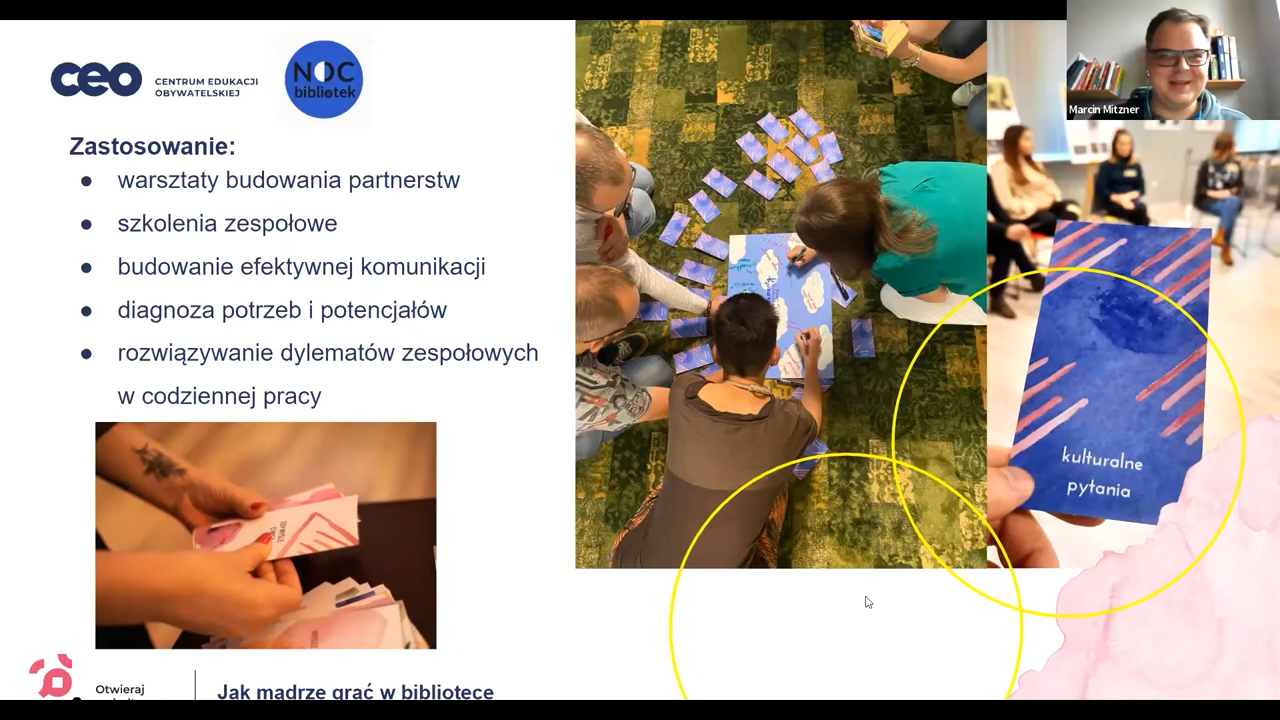 ceo
CENTRUM EDUKACJI
OBYWATELSKIEJ
NOC
bibliotek
Marcin Mitzner
Zastosowanie:
● warsztaty budowania partnerstw
● szkolenia zespołowe
● budowanie efektywnej komunikacji
● diagnoza potrzeb i potencjałów
● rozwiązywanie dylematów zespołowych
w codziennej pracy
kulturalne
pytania
Otwieraj
Jak mądrze grać w bibliotece